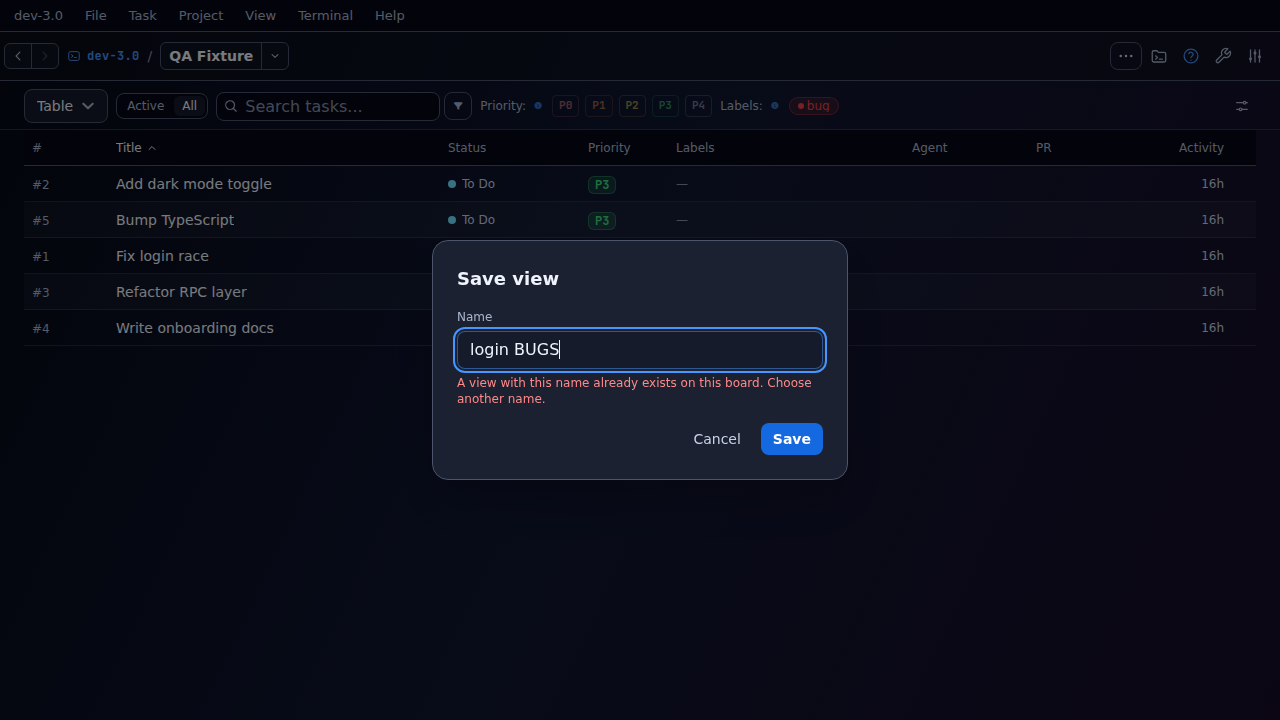 dev-3.0 File Task Project View Terminal Help
dev-3.0 / QA Fixture
Table Active All Search tasks... Priority: P0 P1 P2 P3 P4 Labels: bug
# Title Status Priority Labels Agent PR Activity
#2 Add dark mode toggle To Do P3 — 16h
#5 Bump TypeScript To Do P3 — 16h
#1 Fix login race 16h
#3 Refactor RPC layer 16h
#4 Write onboarding docs 16h
Save view
Name
login BUGS
A view with this name already exists on this board. Choose
another name.
Cancel Save